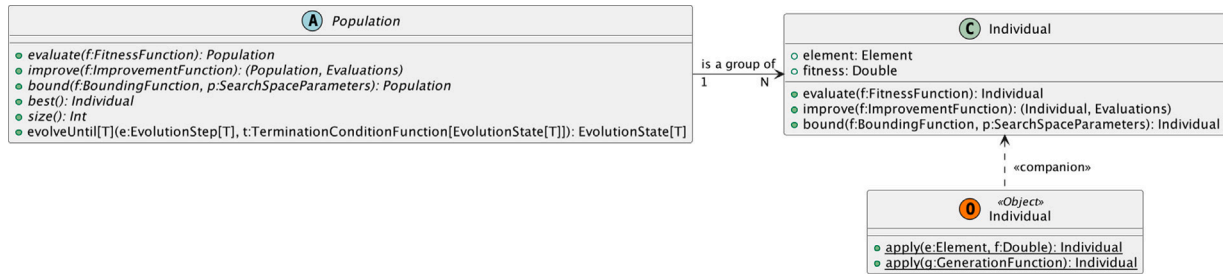 A Population
evaluate(f:FitnessFunction): Population
improve(f:ImprovementFunction): (Population, Evaluations)
bound(f:BoundingFunction, p:SearchSpaceParameters): Population
best(): Individual
size(): Int
evolveUntil[T](e:EvolutionStep[T], t:TerminationConditionFunction[EvolutionState[T]]): EvolutionState[T]
is a group of
1 N
C Individual
element: Element
fitness: Double
evaluate(f:FitnessFunction): Individual
improve(f:ImprovementFunction): (Individual, Evaluations)
bound(f:BoundingFunction, p:SearchSpaceParameters): Individual
«companion»
O «Object»
Individual
apply(e:Element, f:Double): Individual
apply(g:GenerationFunction): Individual